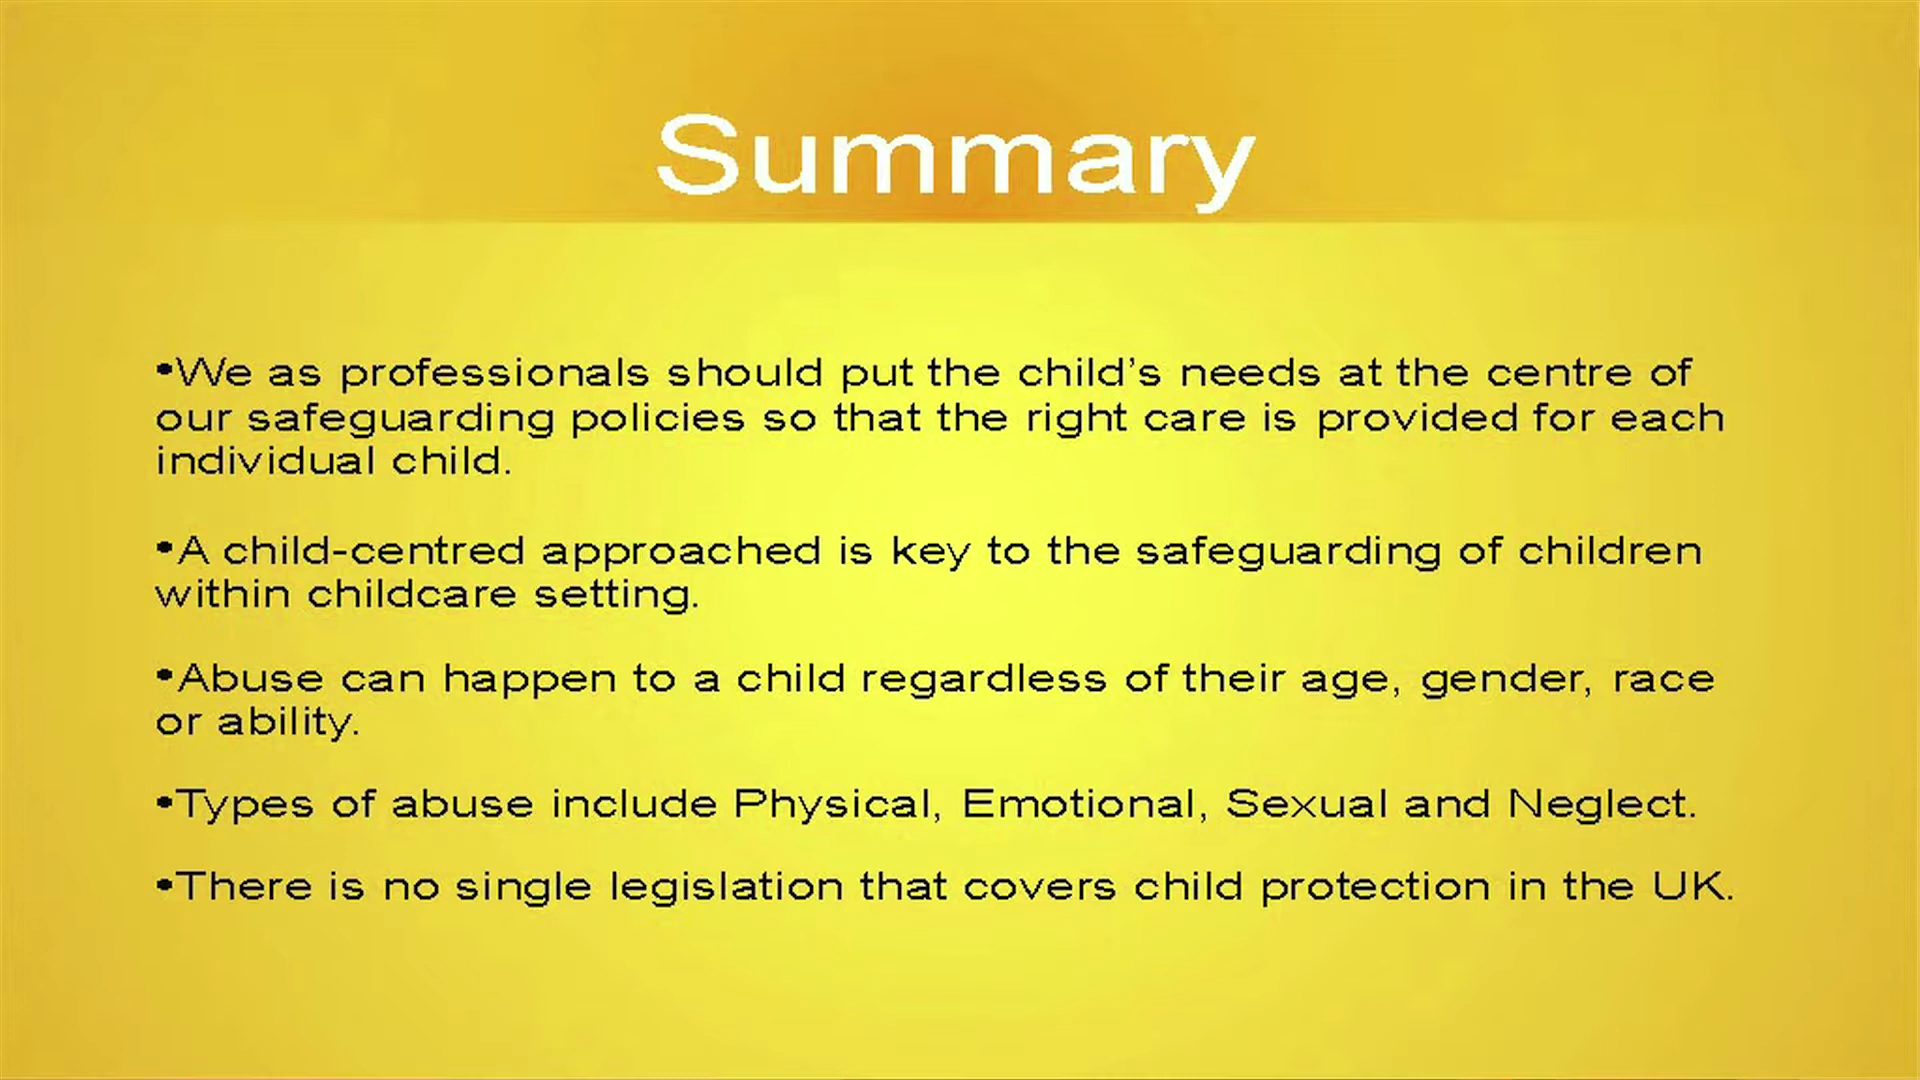 Summary
•We as professionals should put the child’s needs at the centre of
our safeguarding policies so that the right care is provided for each
individual child.
•A child-centred approached is key to the safeguarding of children
within childcare setting.
•Abuse can happen to a child regardless of their age, gender, race
or ability.
•Types of abuse include Physical, Emotional, Sexual and Neglect.
•There is no single legislation that covers child protection in the UK.